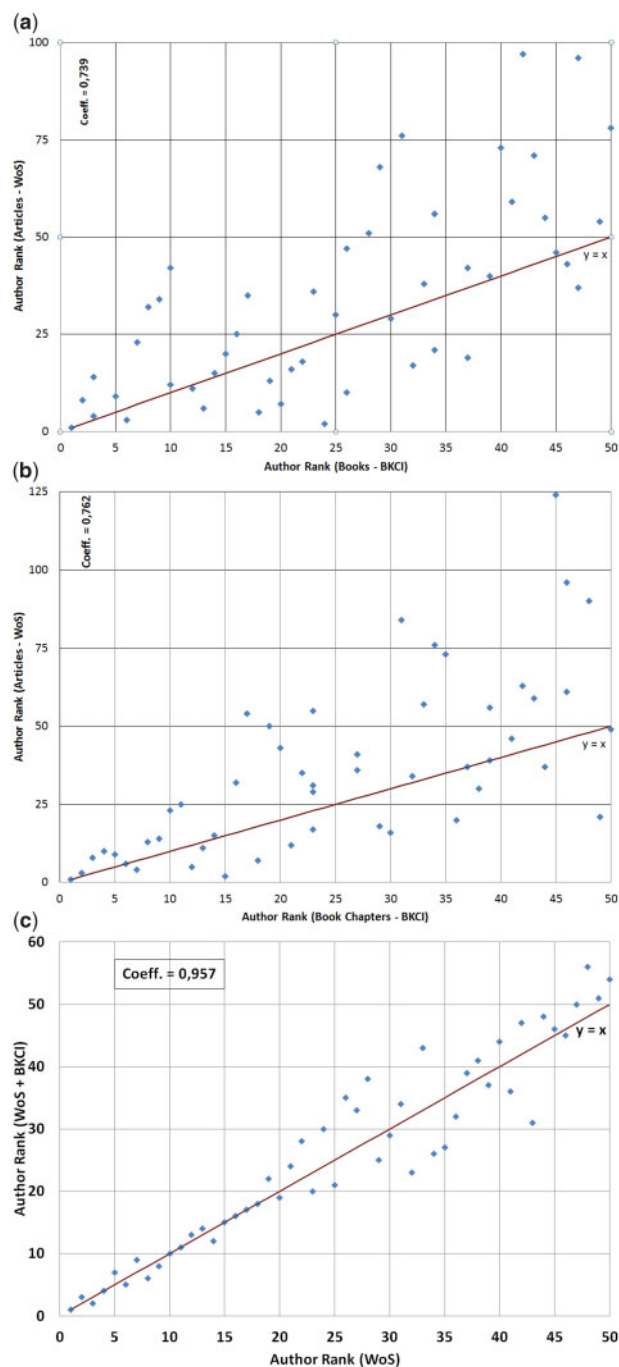 (a)
100
75
50
25
0
Author Rank (Articles - WoS)
Coeff. = 0,739
y = x
0 5 10 15 20 25 30 35 40 45 50
Author Rank (Books - BKCI)
(b)
125
100
75
50
25
0
Author Rank (Articles - WoS)
Coeff. = 0,762
y = x
0 5 10 15 20 25 30 35 40 45 50
Author Rank (Book Chapters - BKCI)
(c)
60
50
40
30
20
10
0
Author Rank (WoS + BKCI)
Coeff. = 0,957
y = x
0 5 10 15 20 25 30 35 40 45 50
Author Rank (WoS)